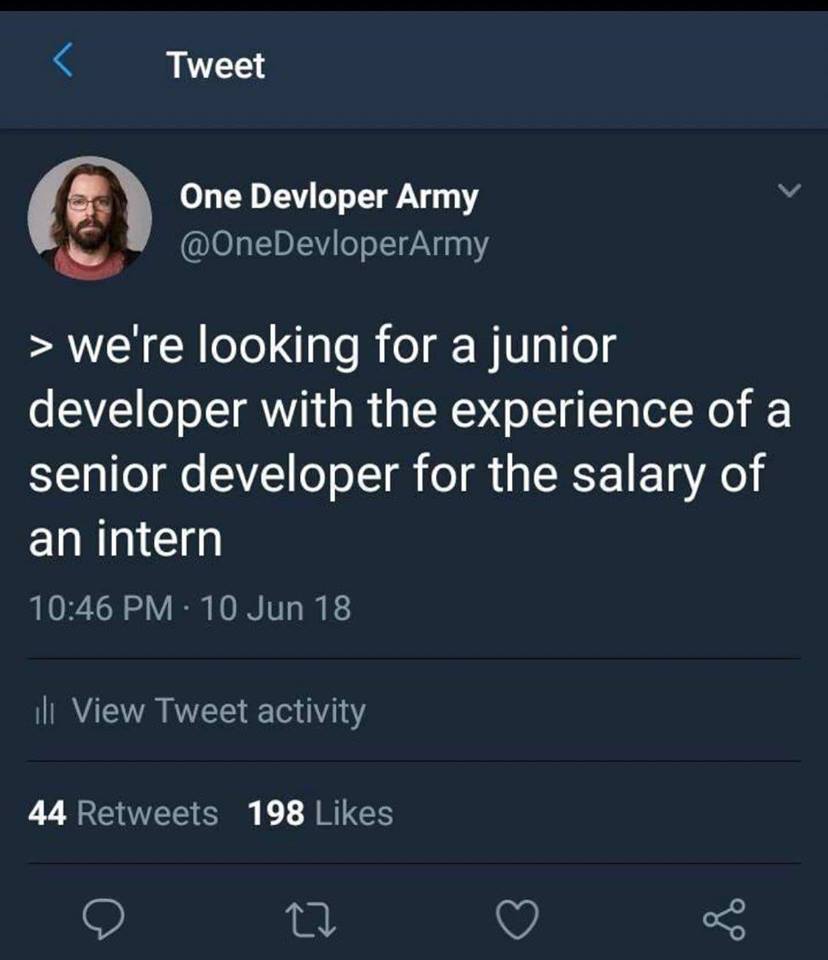 Tweet
One Devloper Army
@OneDevloperArmy
> we're looking for a junior
developer with the experience of a
senior developer for the salary of
an intern
10:46 PM · 10 Jun 18
View Tweet activity
44 Retweets 198 Likes